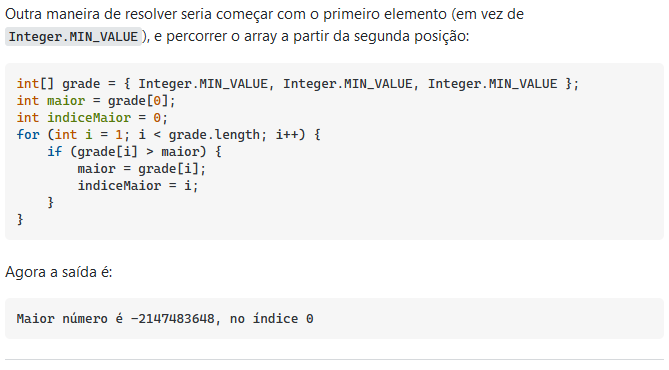 Outra maneira de resolver seria começar com o primeiro elemento (em vez de
Integer.MIN_VALUE), e percorrer o array a partir da segunda posição:
int[] grade = { Integer.MIN_VALUE, Integer.MIN_VALUE, Integer.MIN_VALUE };
int maior = grade[0];
int indiceMaior = 0;
for (int i = 1; i < grade.length; i++) {
    if (grade[i] > maior) {
        maior = grade[i];
        indiceMaior = i;
    }
}
Agora a saída é:
Maior número é -2147483648, no índice 0